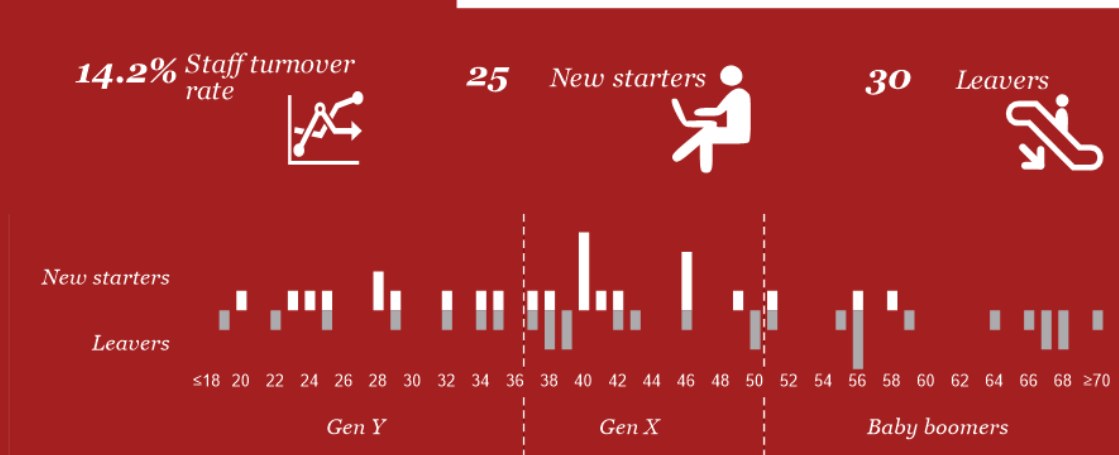 14.2% Staff turnover
rate
25 New starters
30 Leavers
New starters
Leavers
≤18 20 22 24 26 28 30 32 34 36 38 40 42 44 46 48 50 52 54 56 58 60 62 64 66 68 ≥70
Gen Y Gen X Baby boomers